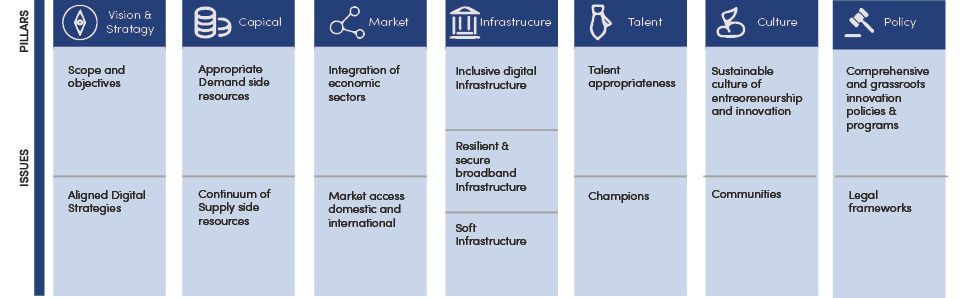 PILLARS
Vision &
Stratagy
Capical
Market
Infrastrucure
Talent
Culture
Policy
ISSUES
Scope and
objectives
Appropriate
Demand side
resources
Integration of
economic
sectors
Inclusive digital
Infrastructure
Talent
appropriateness
Sustainable
culture of
entreoreneurship
and innovation
Comprehensive
and grassroots
innovation
policies &
programs
Resilient &
secure
broadband
Infrastructure
Aligned Digital
Strategies
Continuum of
Supply side
resources
Market access
domestic and
international
Soft
Infrastructure
Champions
Communities
Legal
frameworks